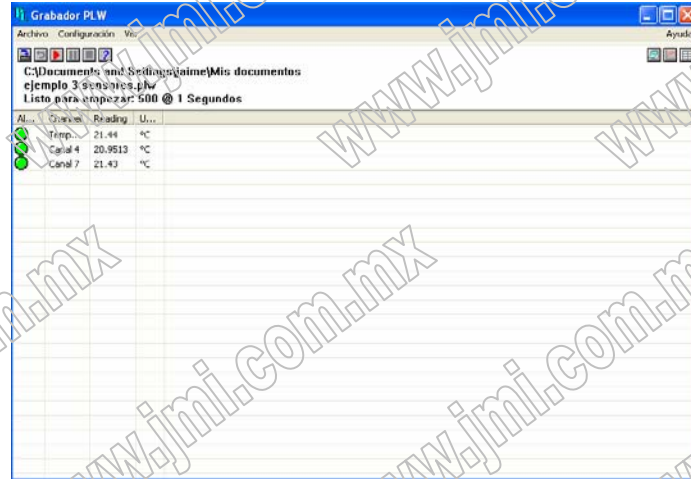 Grabador PLW
Archivo Configuración Ver Ayuda
C:\Documents and Settings\jaime\Mis documentos
ejemplo 3 sensores.plw
Listo para empezar: 500 @ 1 Segundos
Al... Channel Reading U...
Temp... 21.44 °C
Canal 4 20.9513 °C
Canal 7 21.43 °C
www.jmi.com.mx
www.jmi.com.mx
www.jmi.com.mx
www.jmi.com.mx